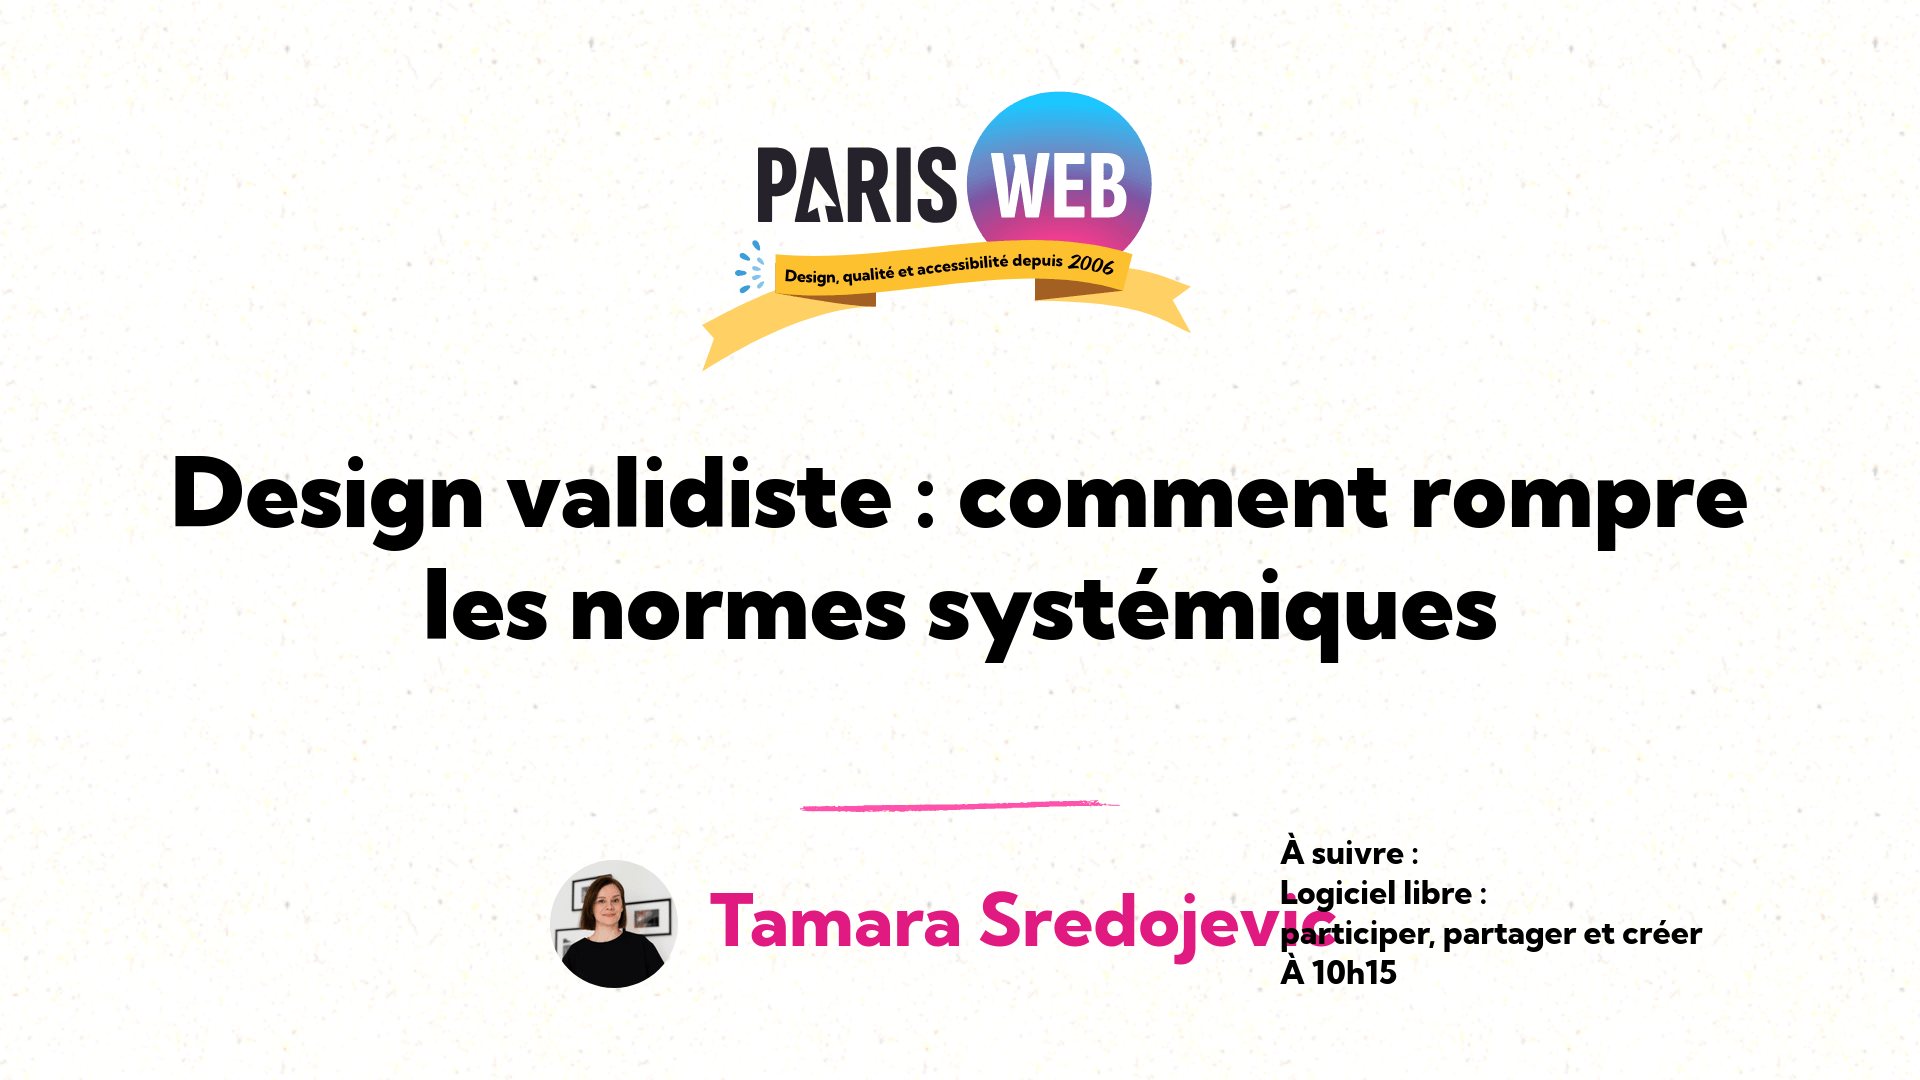 PARIS WEB
Design, qualité et accessibilité depuis 2006
Design validiste : comment rompre
les normes systémiques
Tamara Sredojevic
À suivre :
Logiciel libre :
participer, partager et créer
À 10h15